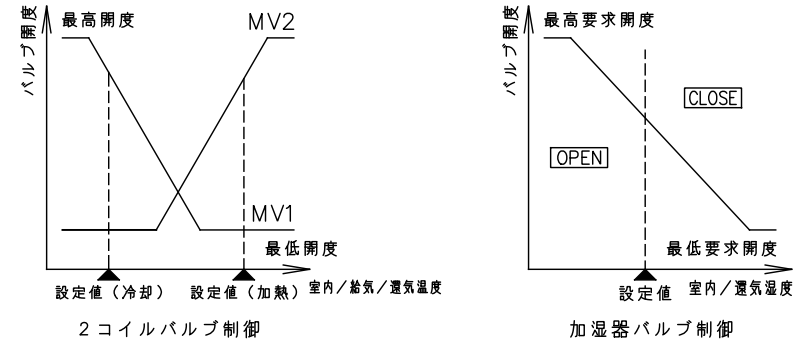 バルブ開度
最高開度
MV2
MV1
最低開度
設定値（冷却）
設定値（加熱）
室内／給気／還気温度
2コイルバルブ制御
バルブ開度
最高要求開度
CLOSE
OPEN
最低要求開度
設定値
室内／還気湿度
加湿器バルブ制御